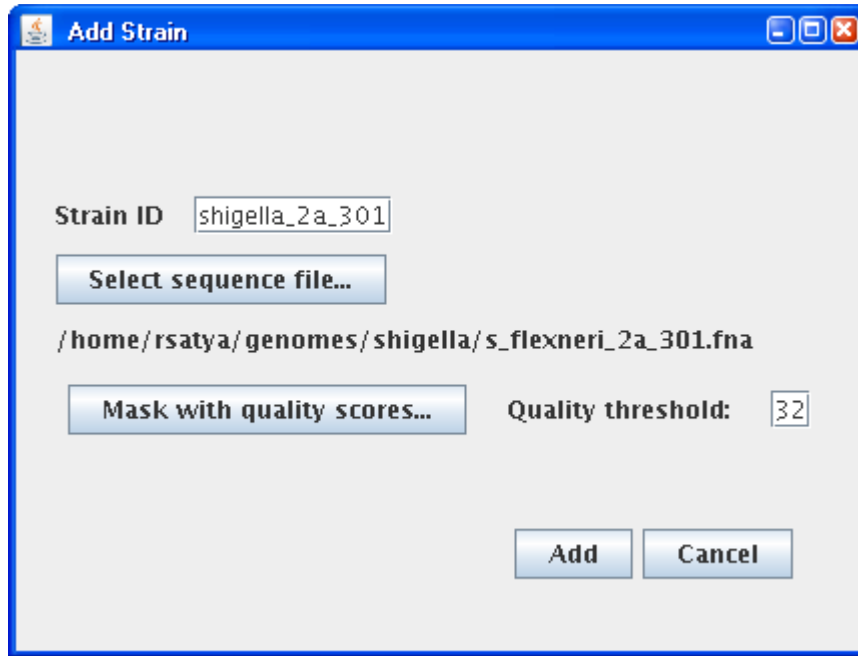 Add Strain
Strain ID shigella_2a_301
Select sequence file...
/home/rsatya/genomes/shigella/s_flexneri_2a_301.fna
Mask with quality scores... Quality threshold: 32
Add Cancel